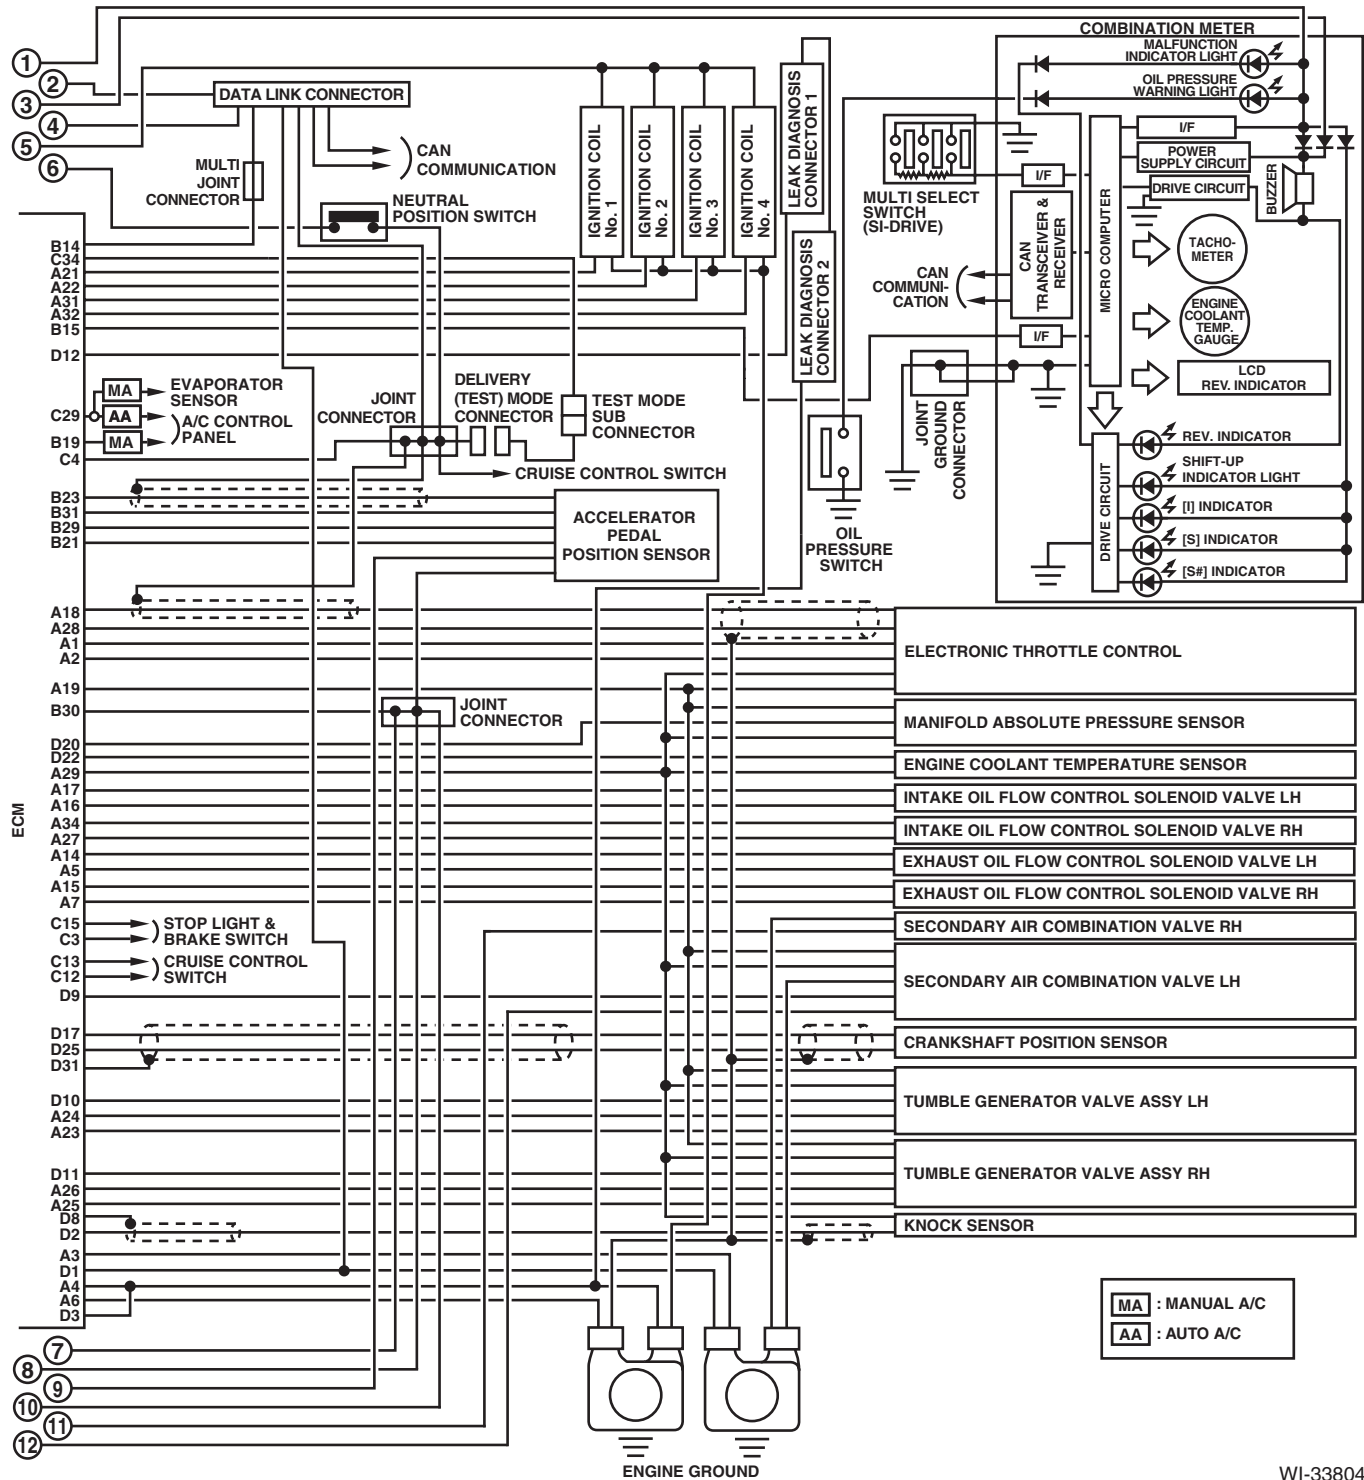 COMBINATION METER
MALFUNCTION
INDICATOR LIGHT
OIL PRESSURE
WARNING LIGHT
1
2
3
4
5
6
DATA LINK CONNECTOR
CAN
COMMUNICATION
MULTI
JOINT
CONNECTOR
NEUTRAL
POSITION SWITCH
IGNITION COIL
No. 1
IGNITION COIL
No. 2
IGNITION COIL
No. 3
IGNITION COIL
No. 4
LEAK DIAGNOSIS
CONNECTOR 1
LEAK DIAGNOSIS
CONNECTOR 2
MULTI SELECT
SWITCH
(SI-DRIVE)
I/F
I/F
POWER
SUPPLY CIRCUIT
DRIVE CIRCUIT
BUZZER
CAN
TRANSCEIVER &
RECEIVER
MICRO COMPUTER
CAN
COMMUNI-
CATION
I/F
TACHO-
METER
ENGINE
COOLANT
TEMP.
GAUGE
LCD
REV. INDICATOR
JOINT
GROUND
CONNECTOR
DRIVE CIRCUIT
REV. INDICATOR
SHIFT-UP
INDICATOR LIGHT
[I] INDICATOR
[S] INDICATOR
[S#] INDICATOR
OIL
PRESSURE
SWITCH
ECM
B14
C34
A21
A22
A31
A32
B15
D12
MA
EVAPORATOR
SENSOR
C29
AA
A/C CONTROL
PANEL
B19
MA
C4
JOINT
CONNECTOR
DELIVERY
(TEST) MODE
CONNECTOR
TEST MODE
SUB
CONNECTOR
CRUISE CONTROL SWITCH
B23
B31
B29
B21
ACCELERATOR
PEDAL
POSITION SENSOR
A18
A28
A1
A2
A19
ELECTRONIC THROTTLE CONTROL
B30
JOINT
CONNECTOR
D20
MANIFOLD ABSOLUTE PRESSURE SENSOR
D22
A29
ENGINE COOLANT TEMPERATURE SENSOR
A17
A16
INTAKE OIL FLOW CONTROL SOLENOID VALVE LH
A34
A27
INTAKE OIL FLOW CONTROL SOLENOID VALVE RH
A14
A5
EXHAUST OIL FLOW CONTROL SOLENOID VALVE LH
A15
A7
EXHAUST OIL FLOW CONTROL SOLENOID VALVE RH
C15
C3
STOP LIGHT &
BRAKE SWITCH
SECONDARY AIR COMBINATION VALVE RH
C13
C12
CRUISE CONTROL
SWITCH
SECONDARY AIR COMBINATION VALVE LH
D9
D17
D25
D31
CRANKSHAFT POSITION SENSOR
D10
A24
A23
TUMBLE GENERATOR VALVE ASSY LH
D11
A26
A25
TUMBLE GENERATOR VALVE ASSY RH
D8
D2
KNOCK SENSOR
A3
D1
A4
A6
D3
7
8
9
10
11
12
ENGINE GROUND
MA : MANUAL A/C
AA : AUTO A/C
WI-33804